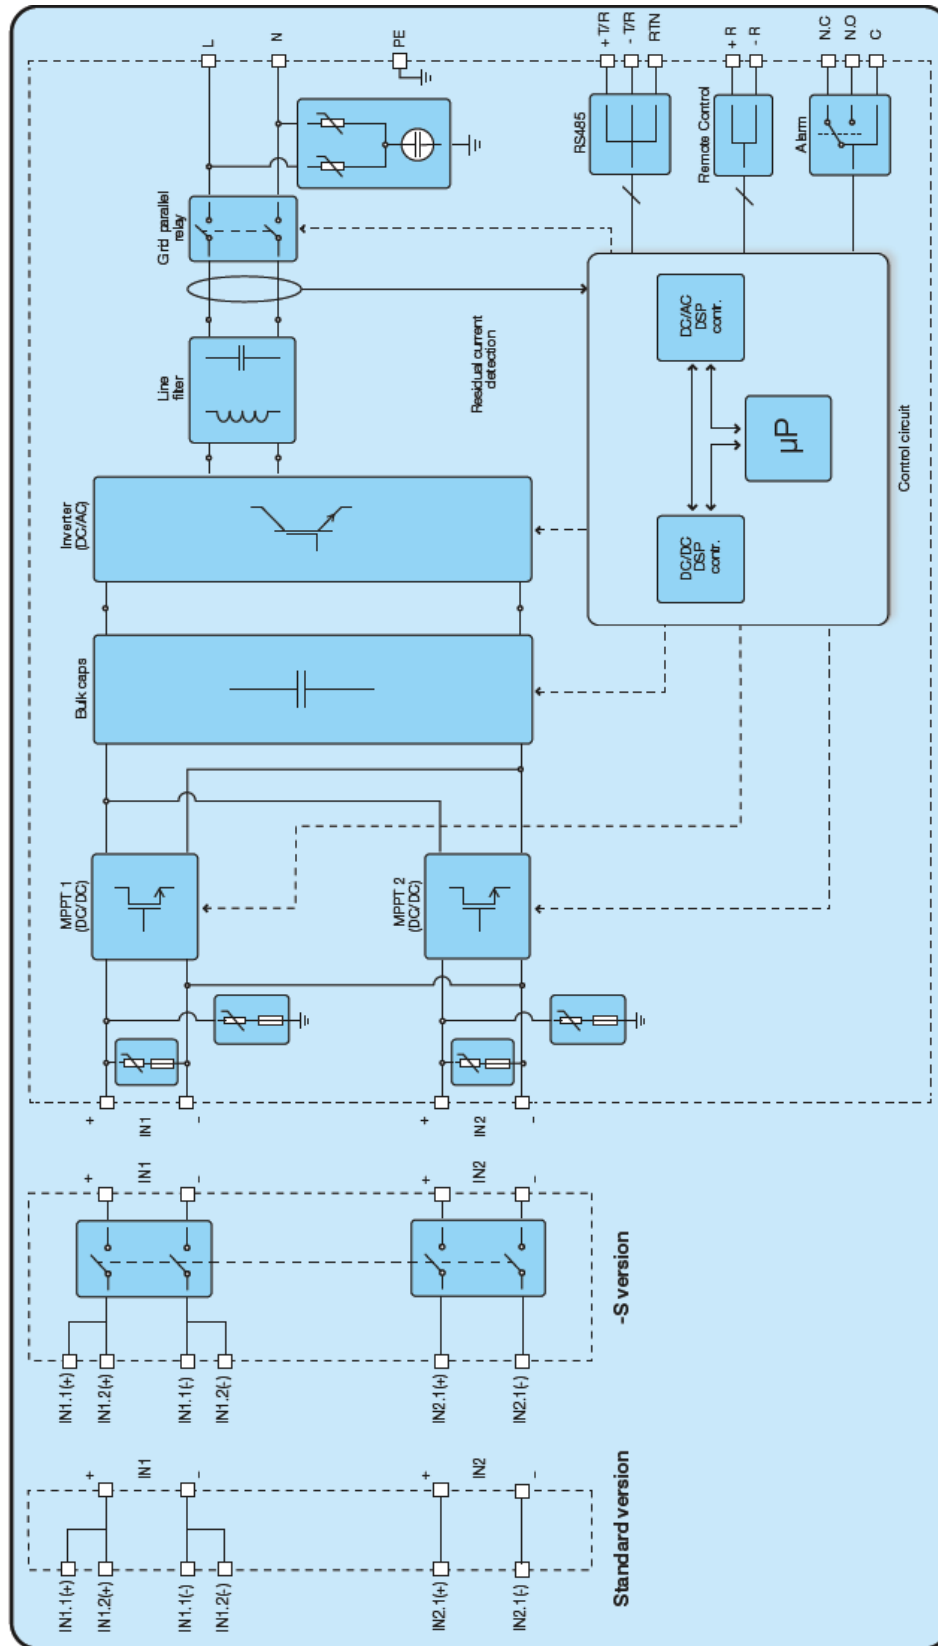 Standard version
IN1.1(+)
IN1.2(+)
IN1.1(-)
IN1.2(-)
IN2.1(+)
IN2.1(-)
+
IN1
-
+
IN2
-
-S version
IN1.1(+)
IN1.2(+)
IN1.1(-)
IN1.2(-)
IN2.1(+)
IN2.1(-)
+
IN1
-
+
IN2
-
+
IN1
-
+
IN2
-
MPPT 1
(DC/DC)
MPPT 2
(DC/DC)
Bulk caps
Inverter
(DC/AC)
Line
filter
Grid parallel
relay
L
N
PE
Residual current
detection
DC/DC
DSP
contr.
µP
DC/AC
DSP
contr.
Control circuit
RS485
+ T/R
- T/R
RTN
Remote Control
+ R
- R
Alarm
N.C
N.O
C